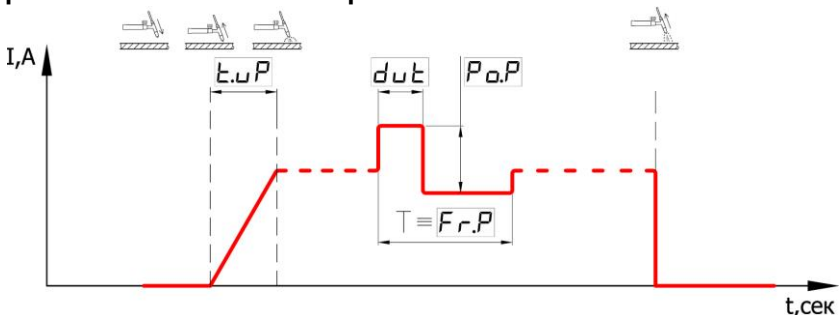 I,A
t.uP
dut
Po.P
T ≡ Fr.P
t,сек